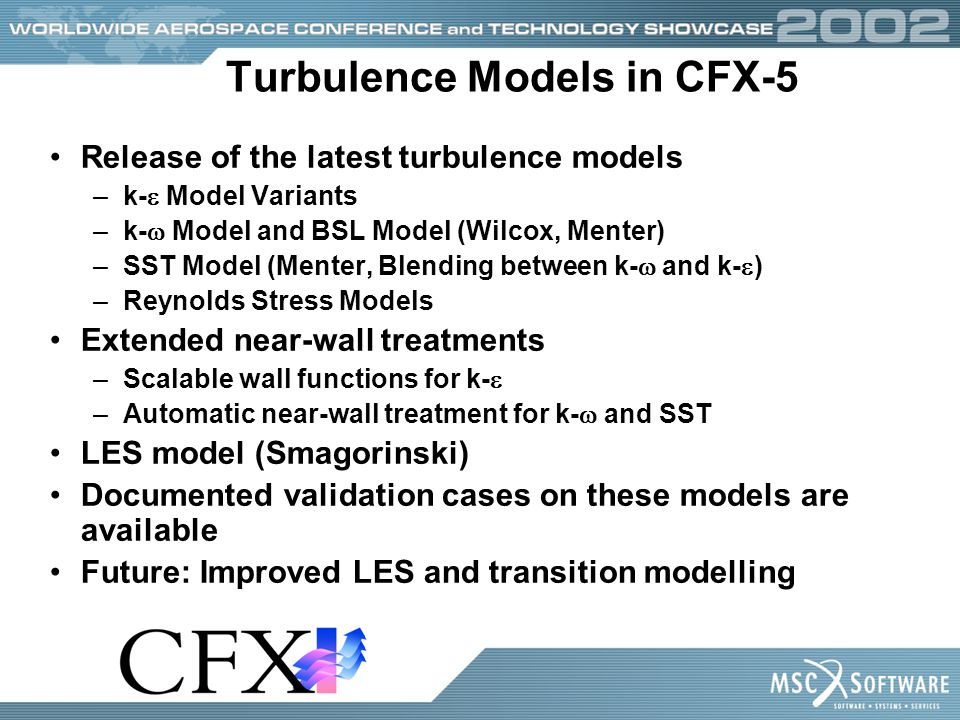 WORLDWIDE AEROSPACE CONFERENCE and TECHNOLOGY SHOWCASE 2002
Turbulence Models in CFX-5
• Release of the latest turbulence models
– k-ε Model Variants
– k-ω Model and BSL Model (Wilcox, Menter)
– SST Model (Menter, Blending between k-ω and k-ε)
– Reynolds Stress Models
• Extended near-wall treatments
– Scalable wall functions for k-ε
– Automatic near-wall treatment for k-ω and SST
• LES model (Smagorinski)
• Documented validation cases on these models are
available
• Future: Improved LES and transition modelling
CFX
MSC SOFTWARE
SOFTWARE • SYSTEMS • SERVICES